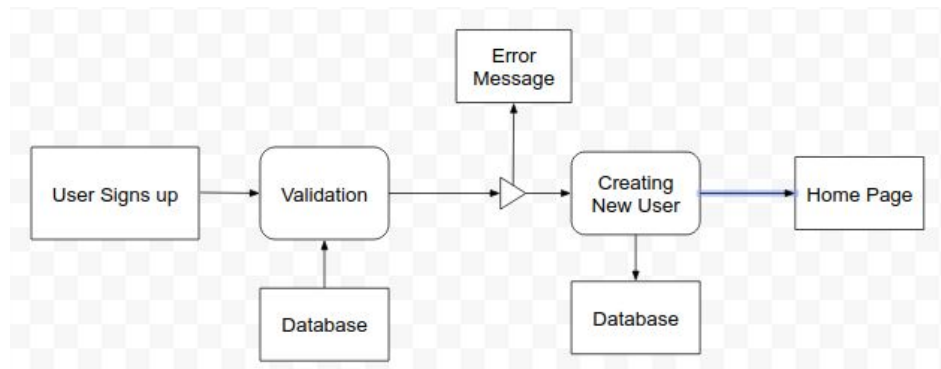 Error
Message
User Signs up
Validation
Creating
New User
Home Page
Database
Database